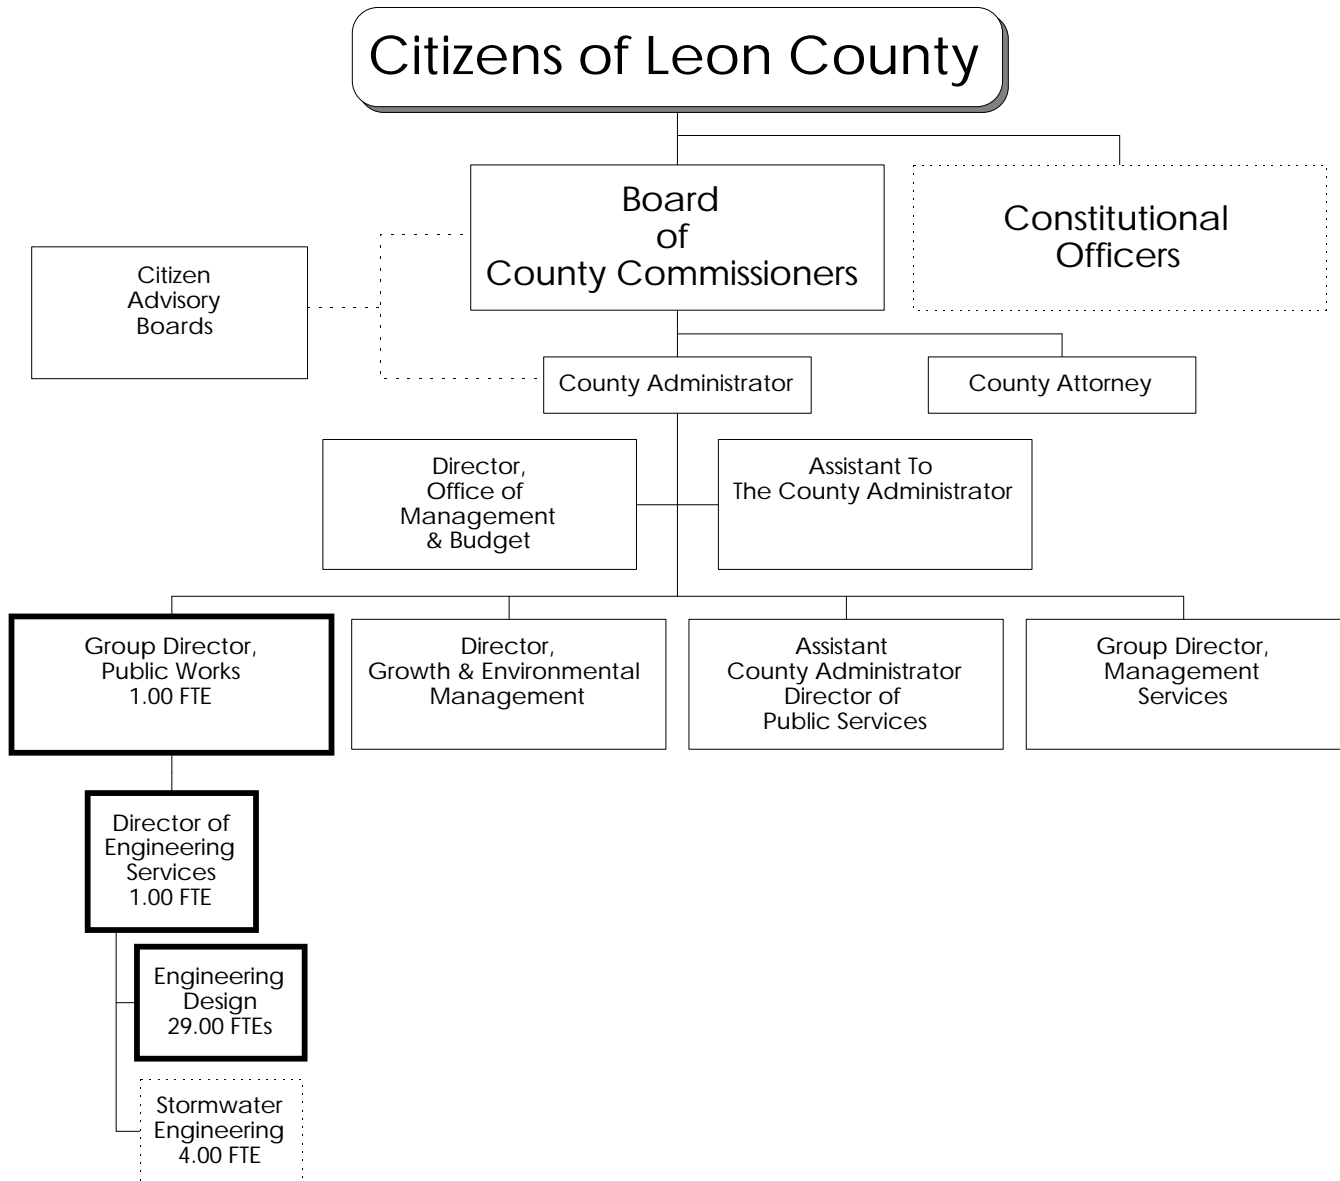 Citizens of Leon County
Board
of
County Commissioners
Constitutional
Officers
Citizen
Advisory
Boards
County Administrator
County Attorney
Director,
Office of
Management
& Budget
Assistant To
The County Administrator
Group Director,
Public Works
1.00 FTE
Director,
Growth & Environmental
Management
Assistant
County Administrator
Director of
Public Services
Group Director,
Management
Services
Director of
Engineering
Services
1.00 FTE
Engineering
Design
29.00 FTEs
Stormwater
Engineering
4.00 FTE